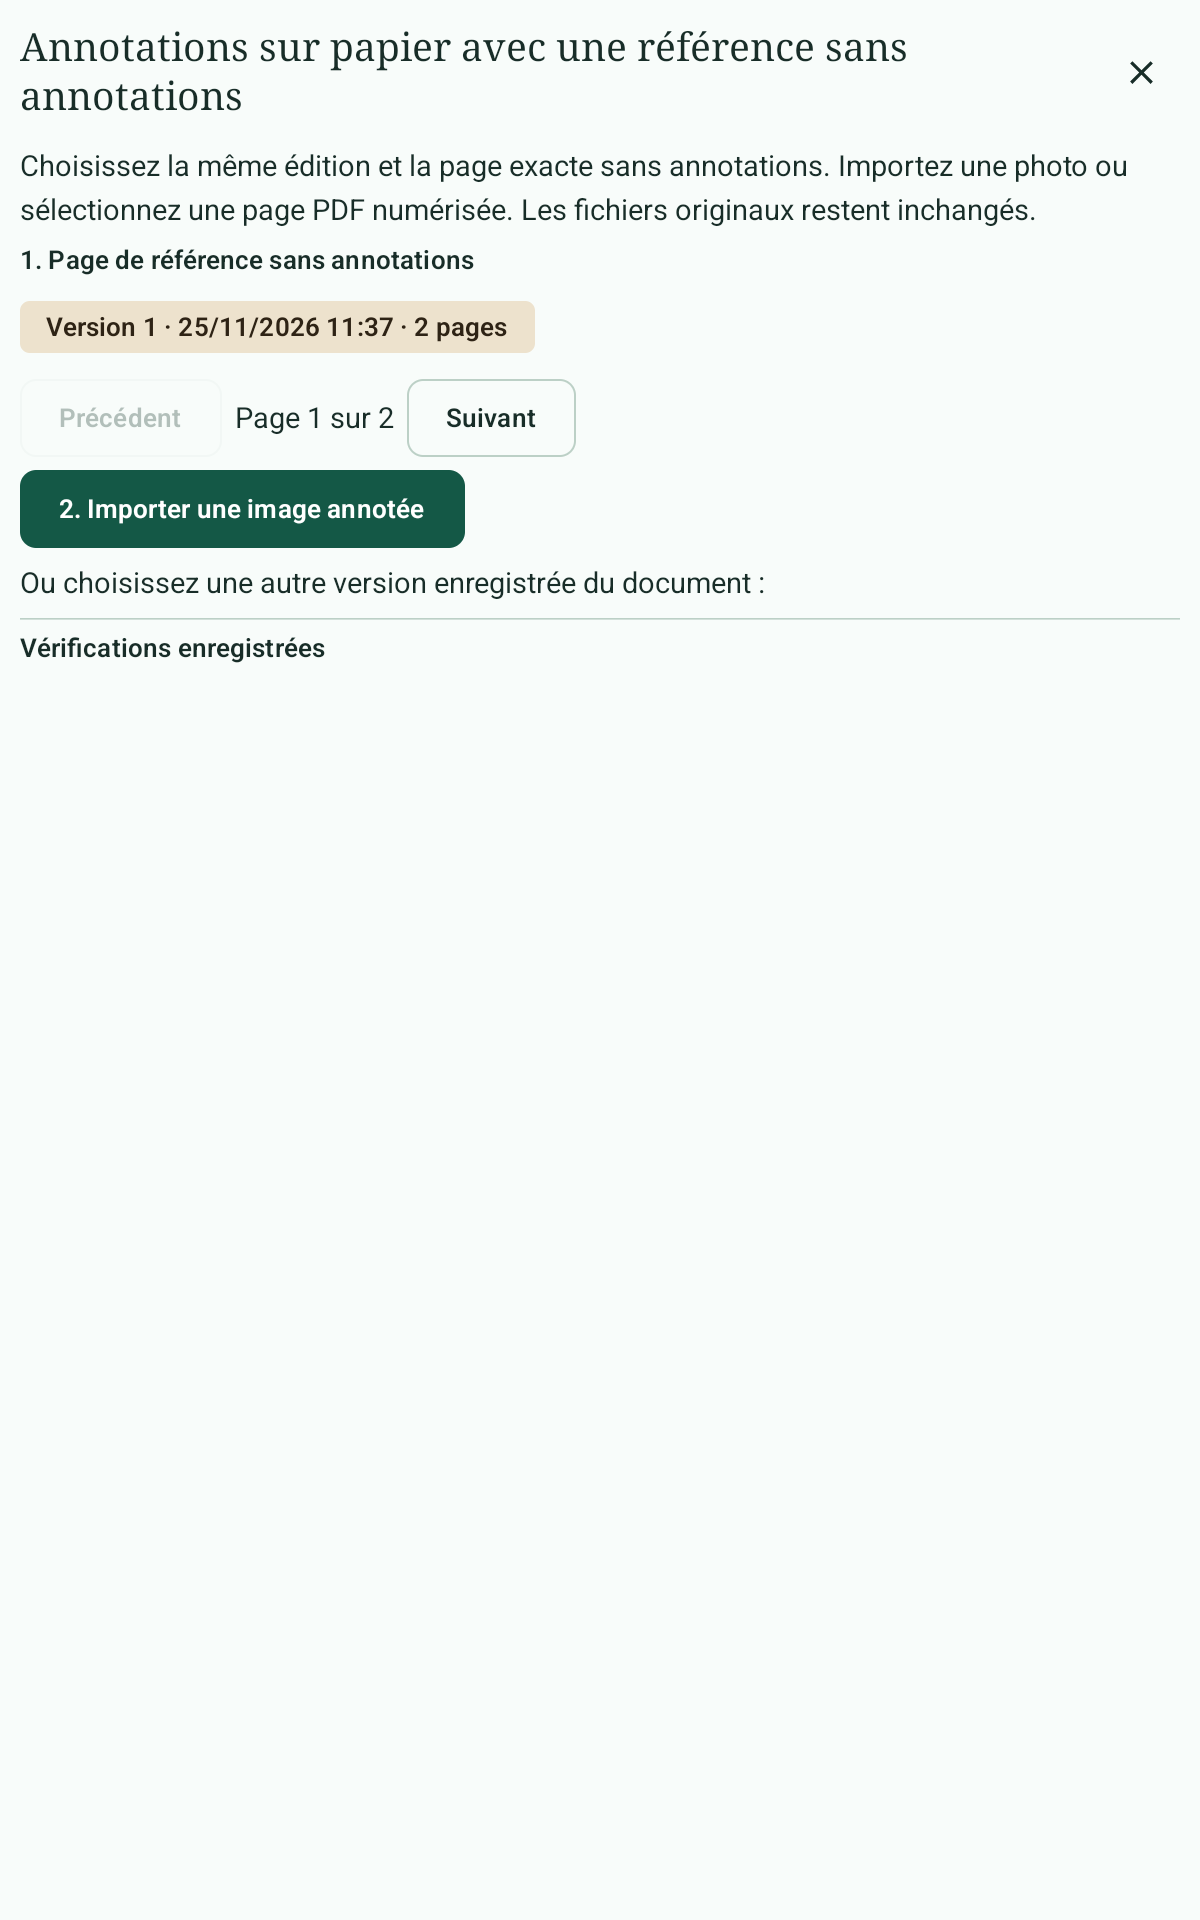 Annotations sur papier avec une référence sans
annotations
Choisissez la même édition et la page exacte sans annotations. Importez une photo ou
sélectionnez une page PDF numérisée. Les fichiers originaux restent inchangés.
1. Page de référence sans annotations
Version 1 · 25/11/2026 11:37 · 2 pages
Précédent Page 1 sur 2 Suivant
2. Importer une image annotée
Ou choisissez une autre version enregistrée du document :
Vérifications enregistrées